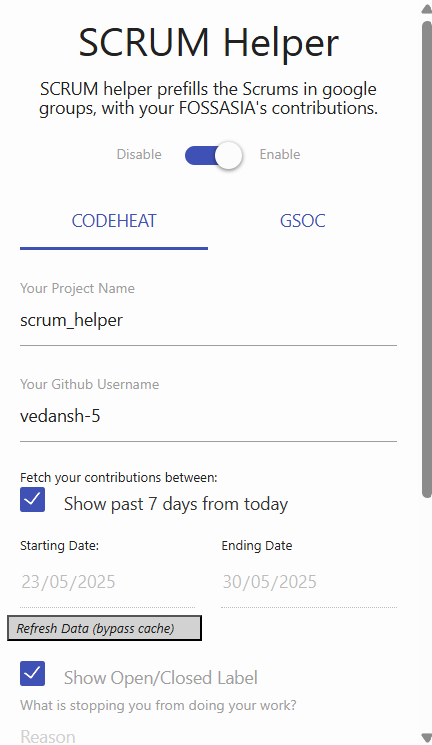 SCRUM Helper
SCRUM helper prefills the Scrums in google
groups, with your FOSSASIA's contributions.
Disable Enable
CODEHEAT GSOC
Your Project Name
scrum_helper
Your Github Username
vedansh-5
Fetch your contributions between:
Show past 7 days from today
Starting Date: Ending Date
23/05/2025 30/05/2025
Refresh Data (bypass cache)
Show Open/Closed Label
What is stopping you from doing your work?
Reason